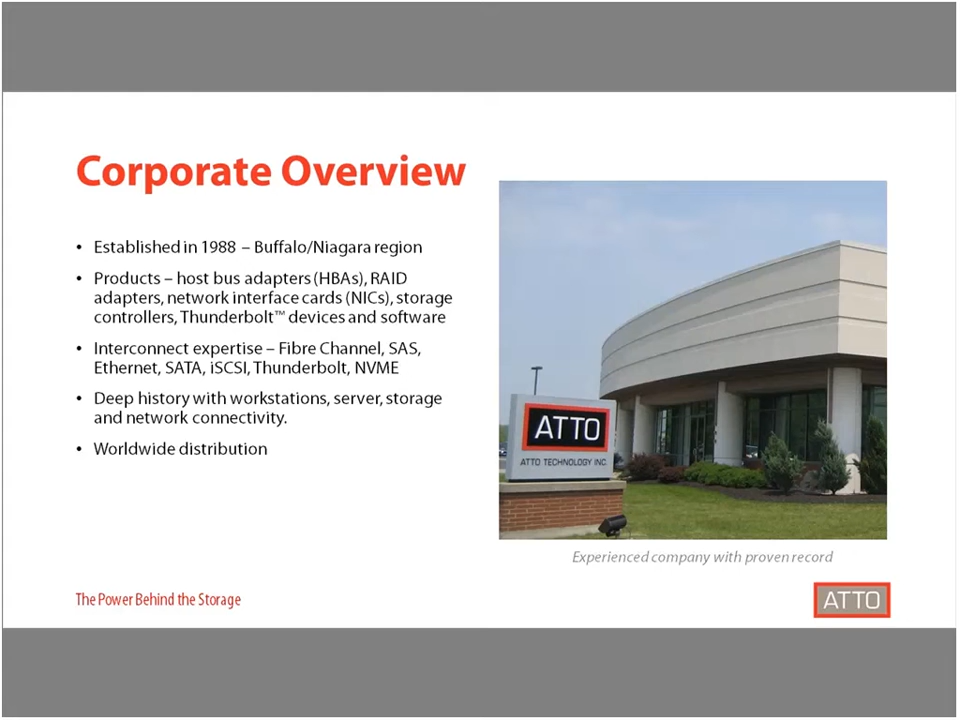 Corporate Overview
• Established in 1988 – Buffalo/Niagara region
• Products – host bus adapters (HBAs), RAID
adapters, network interface cards (NICs), storage
controllers, Thunderbolt™ devices and software
• Interconnect expertise – Fibre Channel, SAS,
Ethernet, SATA, iSCSI, Thunderbolt, NVME
• Deep history with workstations, server, storage
and network connectivity.
• Worldwide distribution
ATTO
ATTO TECHNOLOGY INC.
Experienced company with proven record
The Power Behind the Storage
ATTO